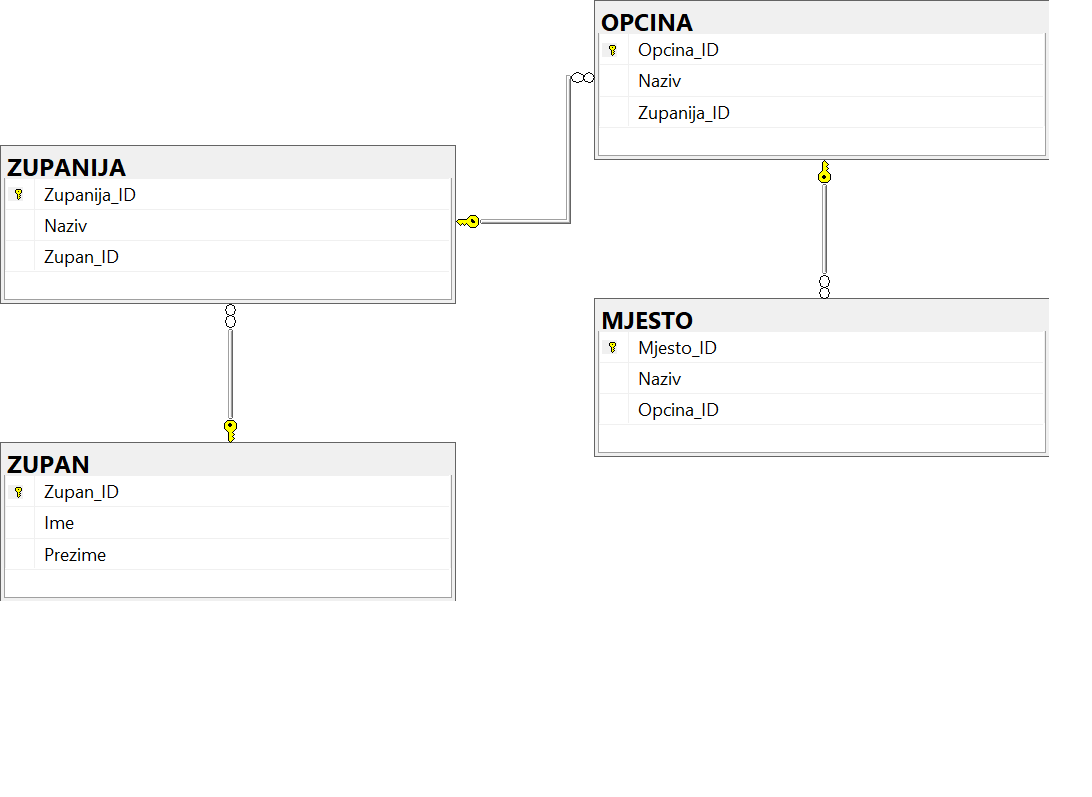 OPCINA
Opcina_ID
Naziv
Zupanija_ID
ZUPANIJA
Zupanija_ID
Naziv
Zupan_ID
MJESTO
Mjesto_ID
Naziv
Opcina_ID
ZUPAN
Zupan_ID
Ime
Prezime